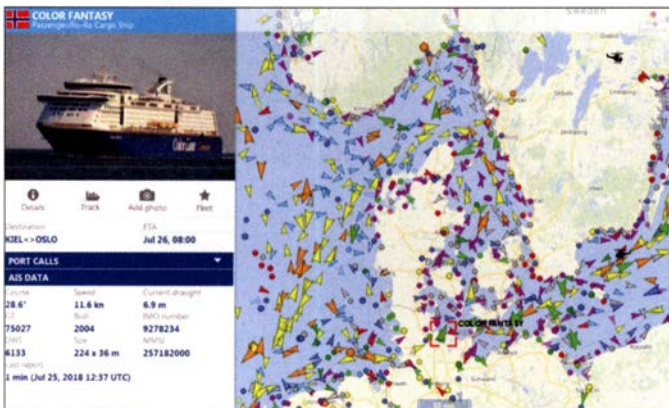 COLOR FANTASY
Passenger/Ro-Ro Cargo Ship
Details Track Add photo Fleet
Destination ETA
KIEL<>OSLO Jul 26, 08:00
PORT CALLS
AIS DATA
Course Speed Current draught
28.6° 11.6 kn 6.9 m
GT Built IMO number
75027 2004 9278234
DWT Size MMSI
6133 224 x 36 m 257182000
Last report
1 min (Jul 25, 2018 12:37 UTC)
Sweden
COLOR FANTASY